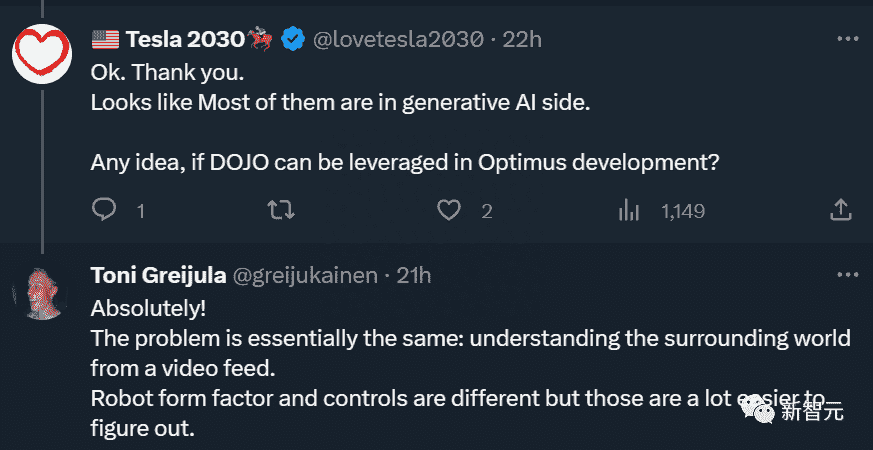 Tesla 2030 @lovetesla2030 · 22h
Ok. Thank you.
Looks like Most of them are in generative AI side.
Any idea, if DOJO can be leveraged in Optimus development?
1 2 1,149
Toni Greijula @greijukainen · 21h
Absolutely!
The problem is essentially the same: understanding the surrounding world
from a video feed.
Robot form factor and controls are different but those are a lot easier to
figure out.
新智元